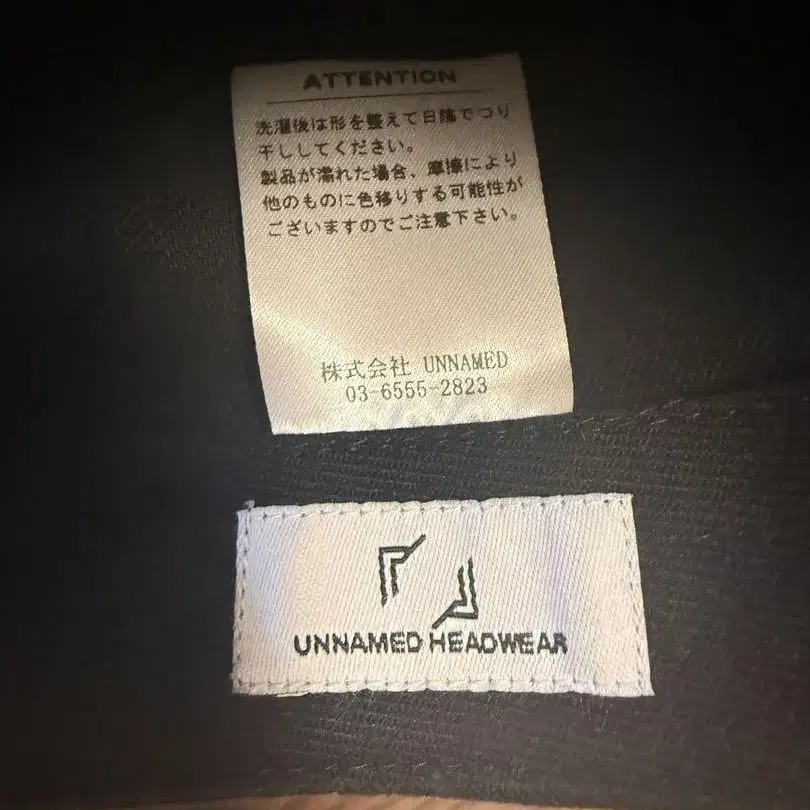 ATTENTION
洗濯後は形を整えて日陰でつり
干ししてください。
製品が濡れた場合、摩擦により
他のものに色移りする可能性が
ございますのでご注意下さい。
株式会社 UNNAMED
03-6555-2823
UNNAMED HEADWEAR